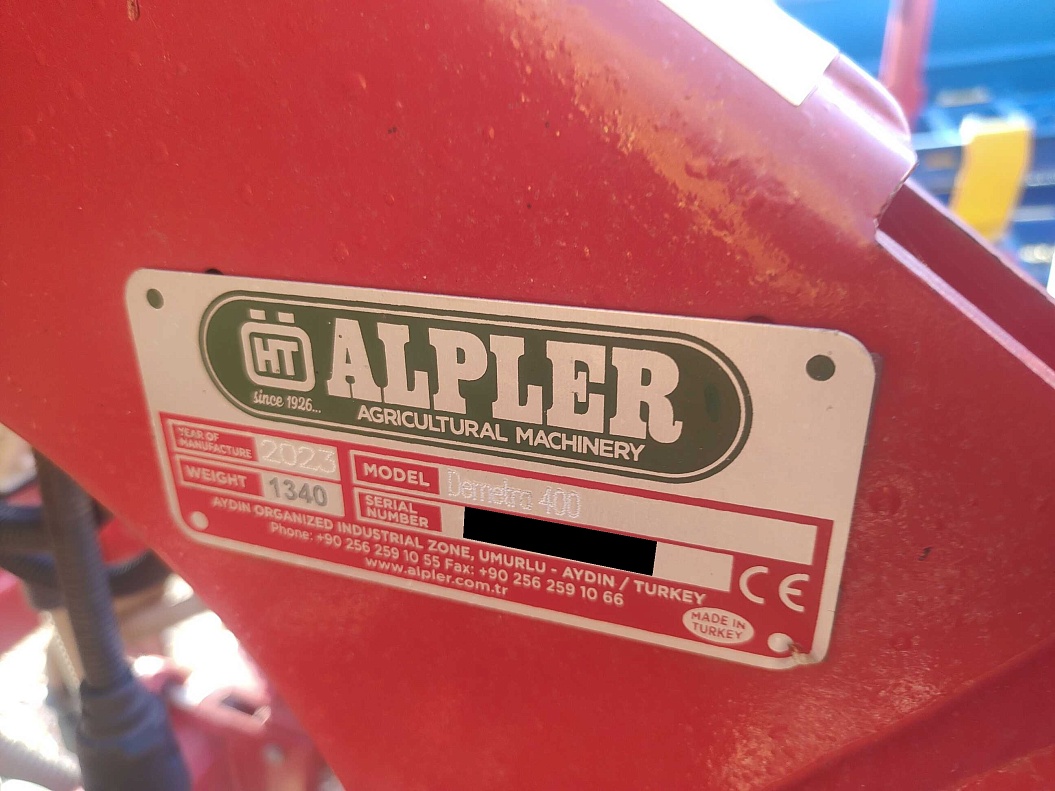 HT
ALPLER
since 1926...
AGRICULTURAL MACHINERY
YEAR OF MANUFACTURE 2023
MODEL Dametro 400
WEIGHT 1340
SERIAL NUMBER
CE
AYDIN ORGANIZED INDUSTRIAL ZONE, UMURLU - AYDIN / TURKEY
Phone: +90 256 259 10 55 Fax: +90 256 259 10 66
www.alpler.com.tr
MADE IN TURKEY